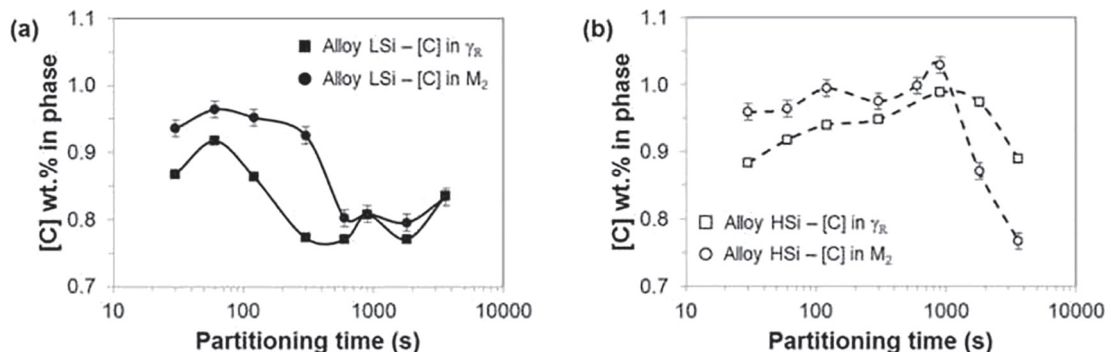 (a)
1.1
1.0
0.9
0.8
0.7
[C] wt.% in phase
Alloy LSi – [C] in γR
Alloy LSi – [C] in M2
10 100 1000 10000
Partitioning time (s)
(b)
1.1
1.0
0.9
0.8
0.7
[C] wt.% in phase
Alloy HSi – [C] in γR
Alloy HSi – [C] in M2
10 100 1000 10000
Partitioning time (s)